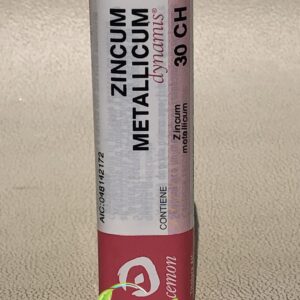 ZINCUM
METALLICUM
dynamis®
30 CH
AIC:048142172
CONTIENE
Zincum
metallicum
cemon